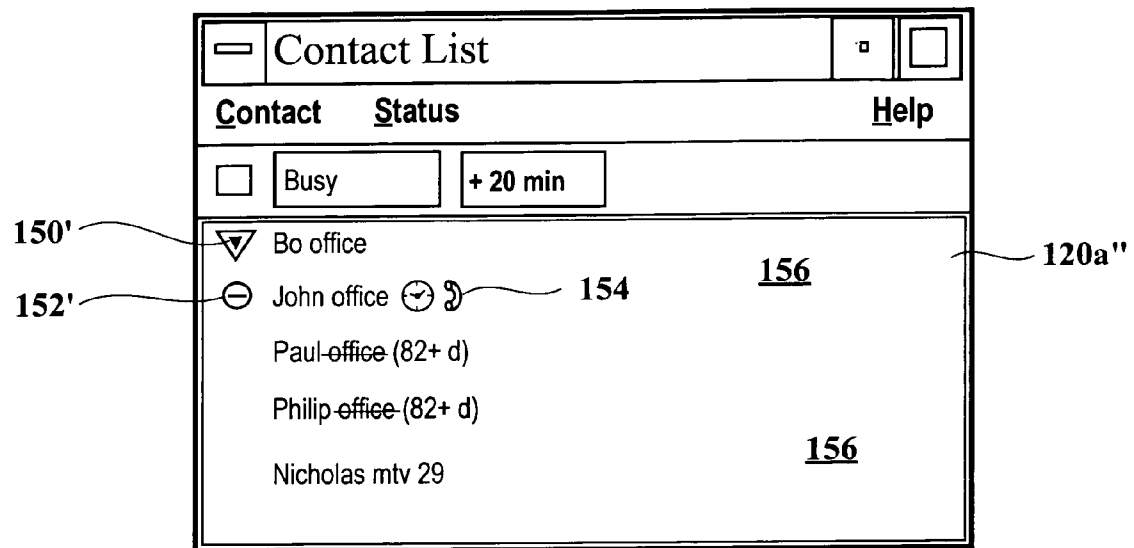 Contact List
Contact Status Help
Busy + 20 min
150' Bo office 156 120a"
152' John office 154
Paul office (82+ d)
Philip office (82+ d)
156
Nicholas mtv 29